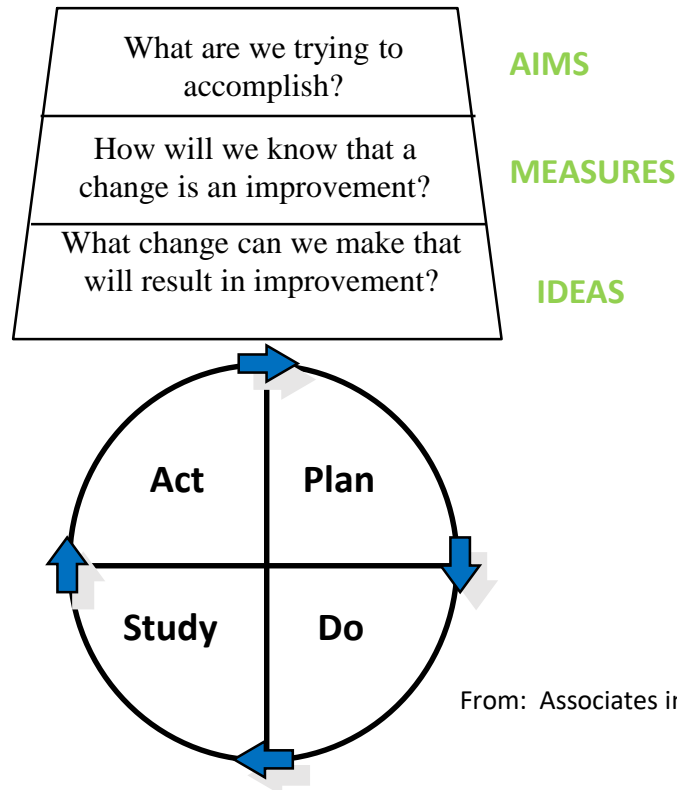 What are we trying to
accomplish?
AIMS
How will we know that a
change is an improvement?
MEASURES
What change can we make that
will result in improvement?
IDEAS
Act
Plan
Study
Do
From: Associates in